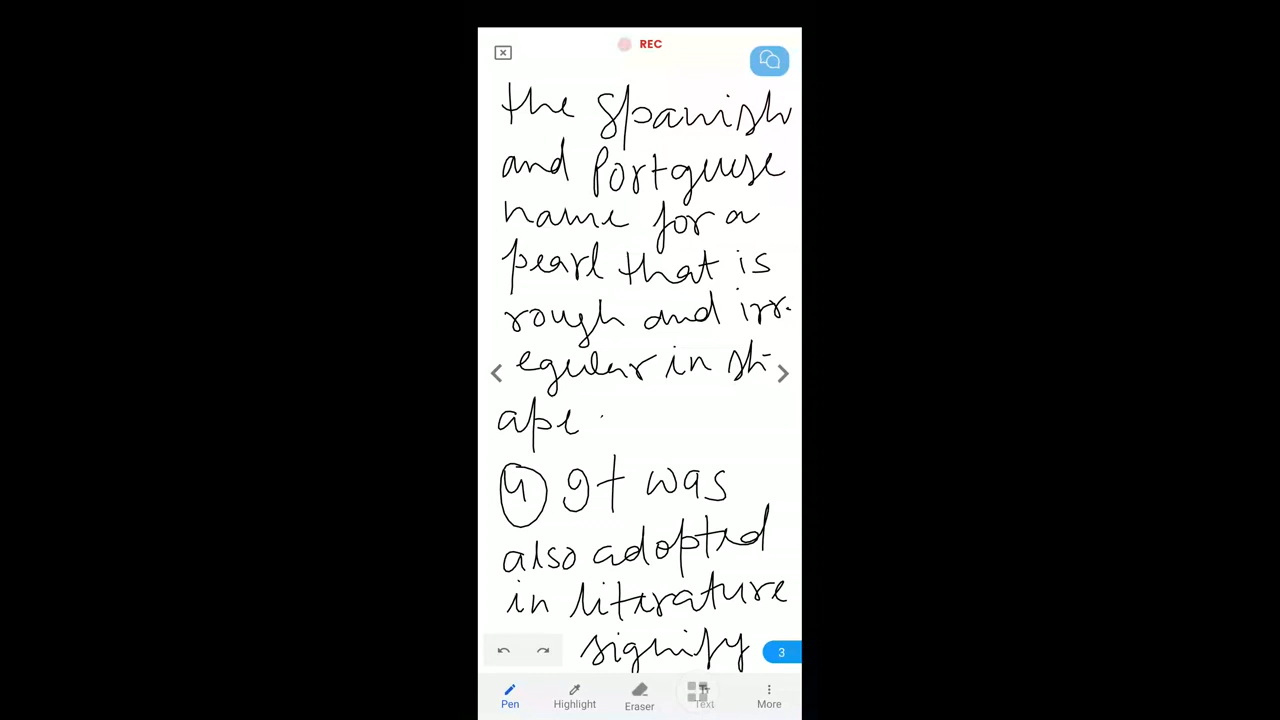 REC
the Spanish
and Portguese
name for a
pearl that is
rough and irr-
egular in sh-
ape.
4 It was
also adopted
in literature
signify
3
Pen Highlight Eraser Text More